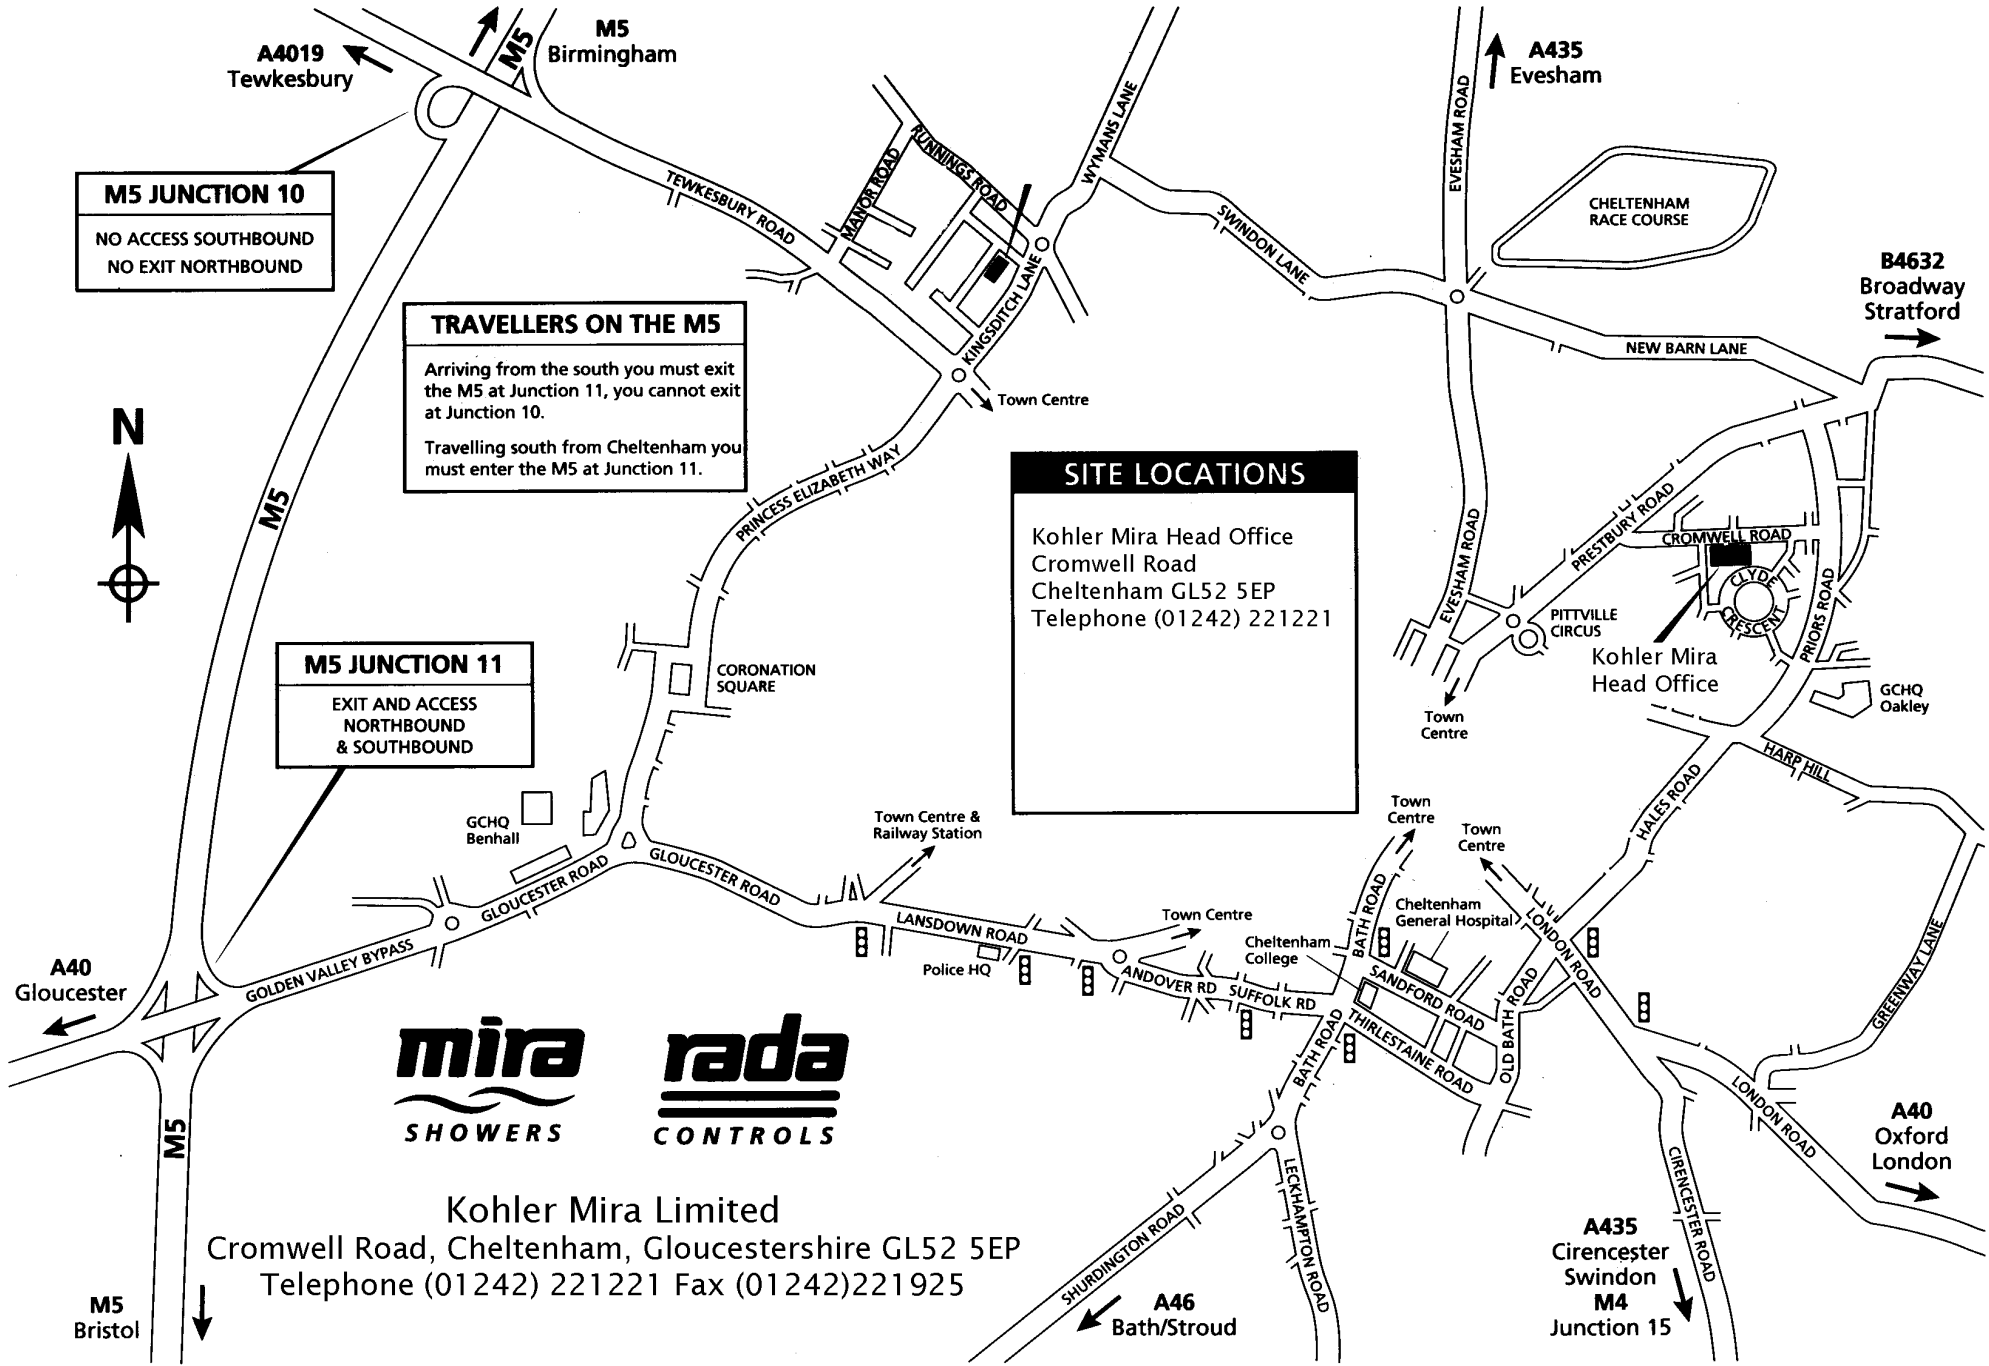 M5
A4019
Tewkesbury
M5
Birmingham
A435
Evesham
WYMANS LANE
EVESHAM ROAD
RUNNINGS ROAD
MANOR ROAD
TEWKESBURY ROAD
SWINDON LANE
CHELTENHAM
RACE COURSE
M5 JUNCTION 10
NO ACCESS SOUTHBOUND
NO EXIT NORTHBOUND
B4632
Broadway
Stratford
KINGSDITCH LANE
NEW BARN LANE
TRAVELLERS ON THE M5
Arriving from the south you must exit
the M5 at Junction 11, you cannot exit
at Junction 10.
Travelling south from Cheltenham you
must enter the M5 at Junction 11.
Town Centre
N
M5
PRINCESS ELIZABETH WAY
SITE LOCATIONS
Kohler Mira Head Office
Cromwell Road
Cheltenham GL52 5EP
Telephone (01242) 221221
EVESHAM ROAD
PRESTBURY ROAD
CROMWELL ROAD
CLYDE
CRESCENT
PRIORS ROAD
PITTVILLE
CIRCUS
Kohler Mira
Head Office
GCHQ
Oakley
Town
Centre
M5 JUNCTION 11
EXIT AND ACCESS
NORTHBOUND
& SOUTHBOUND
CORONATION
SQUARE
HARP HILL
HALES ROAD
GCHQ
Benhall
GLOUCESTER ROAD
GLOUCESTER ROAD
Town Centre &
Railway Station
Town
Centre
Town
Centre
LANSDOWN ROAD
Police HQ
Town Centre
BATH ROAD
Cheltenham
General Hospital
Cheltenham
College
LONDON ROAD
GREENWAY LANE
A40
Gloucester
GOLDEN VALLEY BYPASS
ANDOVER RD
SUFFOLK RD
SANDFORD ROAD
OLD BATH ROAD
THIRLESTAINE ROAD
BATH ROAD
mira
SHOWERS
rada
CONTROLS
M5
LONDON ROAD
A40
Oxford
London
CIRENCESTER ROAD
LECKHAMPTON ROAD
SHURDINGTON ROAD
Kohler Mira Limited
Cromwell Road, Cheltenham, Gloucestershire GL52 5EP
Telephone (01242) 221221 Fax (01242)221925
M5
Bristol
A46
Bath/Stroud
A435
Cirencester
Swindon
M4
Junction 15